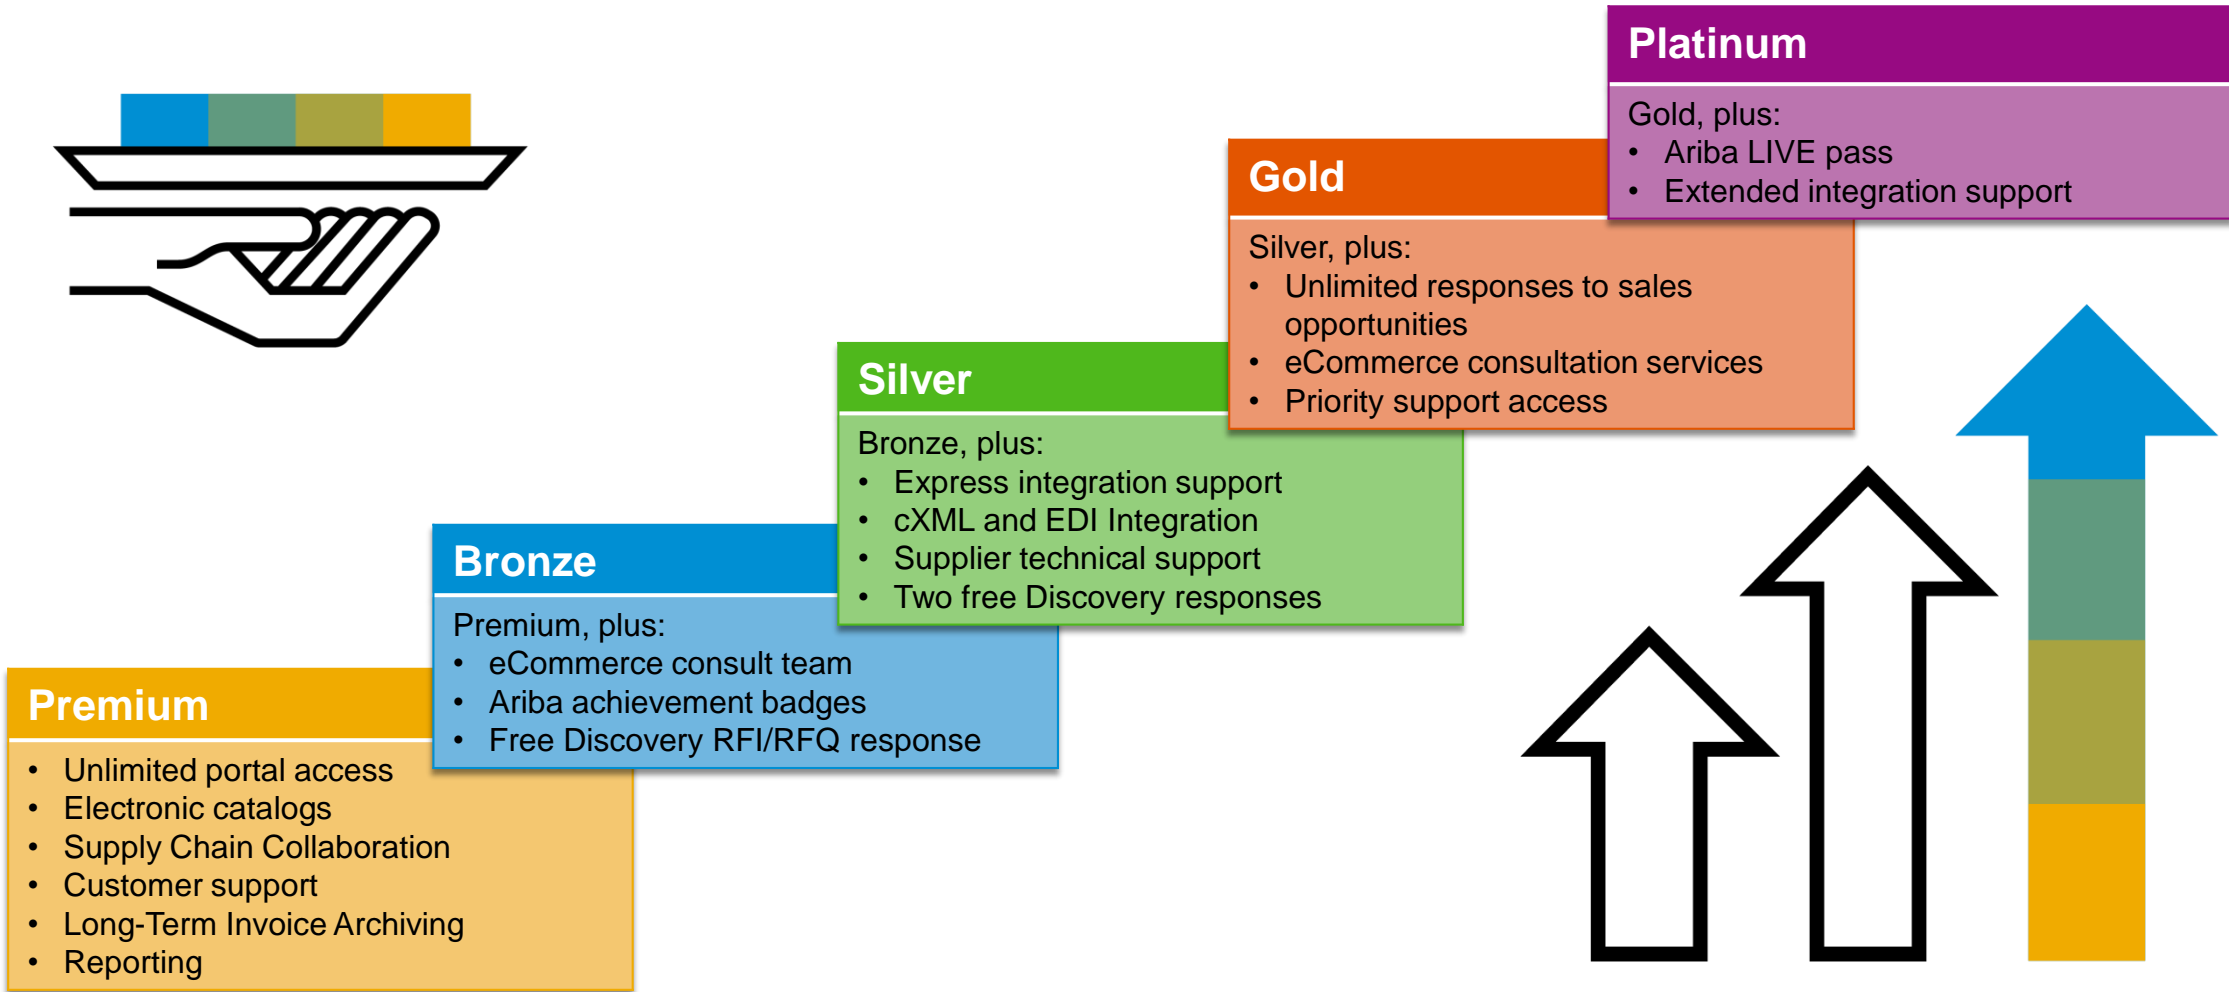 Platinum
Gold, plus:
• Ariba LIVE pass
• Extended integration support
Gold
Silver, plus:
• Unlimited responses to sales
opportunities
• eCommerce consultation services
• Priority support access
Silver
Bronze, plus:
• Express integration support
• cXML and EDI Integration
• Supplier technical support
• Two free Discovery responses
Bronze
Premium, plus:
• eCommerce consult team
• Ariba achievement badges
• Free Discovery RFI/RFQ response
Premium
• Unlimited portal access
• Electronic catalogs
• Supply Chain Collaboration
• Customer support
• Long-Term Invoice Archiving
• Reporting